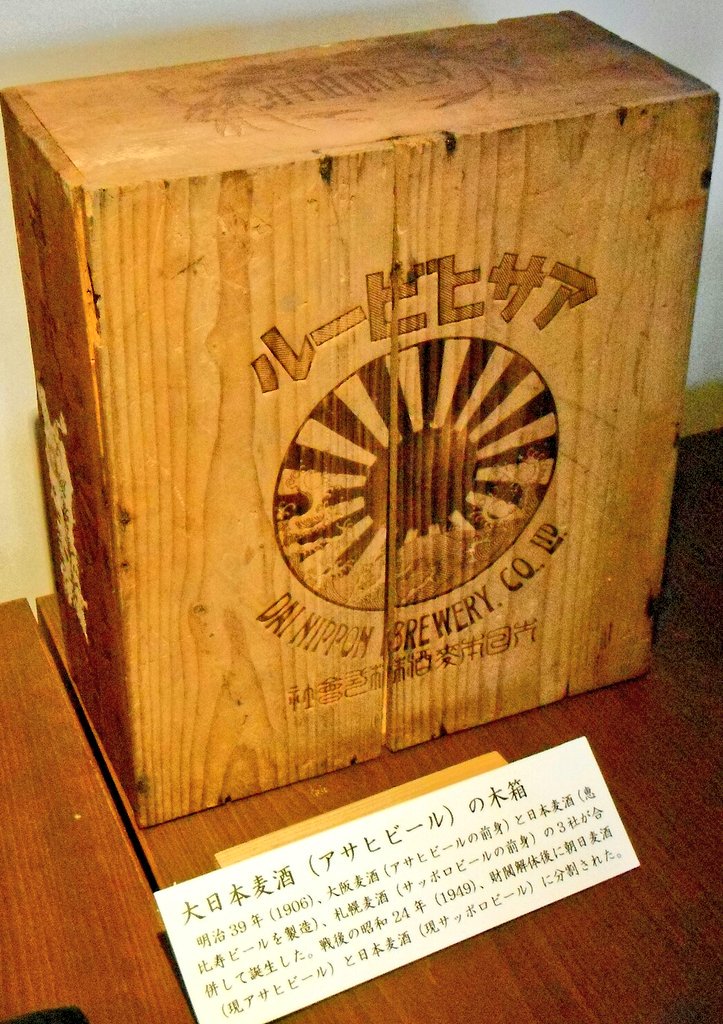 アサヒビール
DAI-NIPPON BREWERY. CO., LTD.
大日本麥酒株式會社
大日本麦酒（アサヒビール）の木箱
明治39年（1906）、大阪麦酒（アサヒビールの前身）と日本麦酒（恵
比寿ビールを製造）、札幌麦酒（サッポロビールの前身）の3社が合
併して誕生した。戦後の昭和24年（1949）、財閥解体後に朝日麦酒
（現アサヒビール）と日本麦酒（現サッポロビール）に分割された。